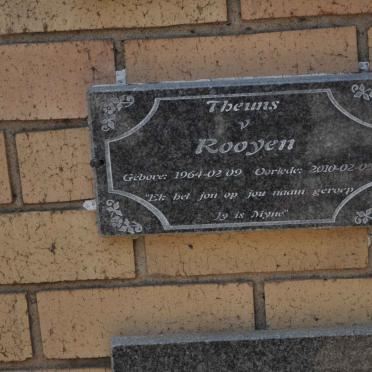 Theuns
v
Rooyen
Gebore: 1964-02-09 Oorlede: 2010-02-0
"Ek het jou op jou naam geroep
Jy is Myne"